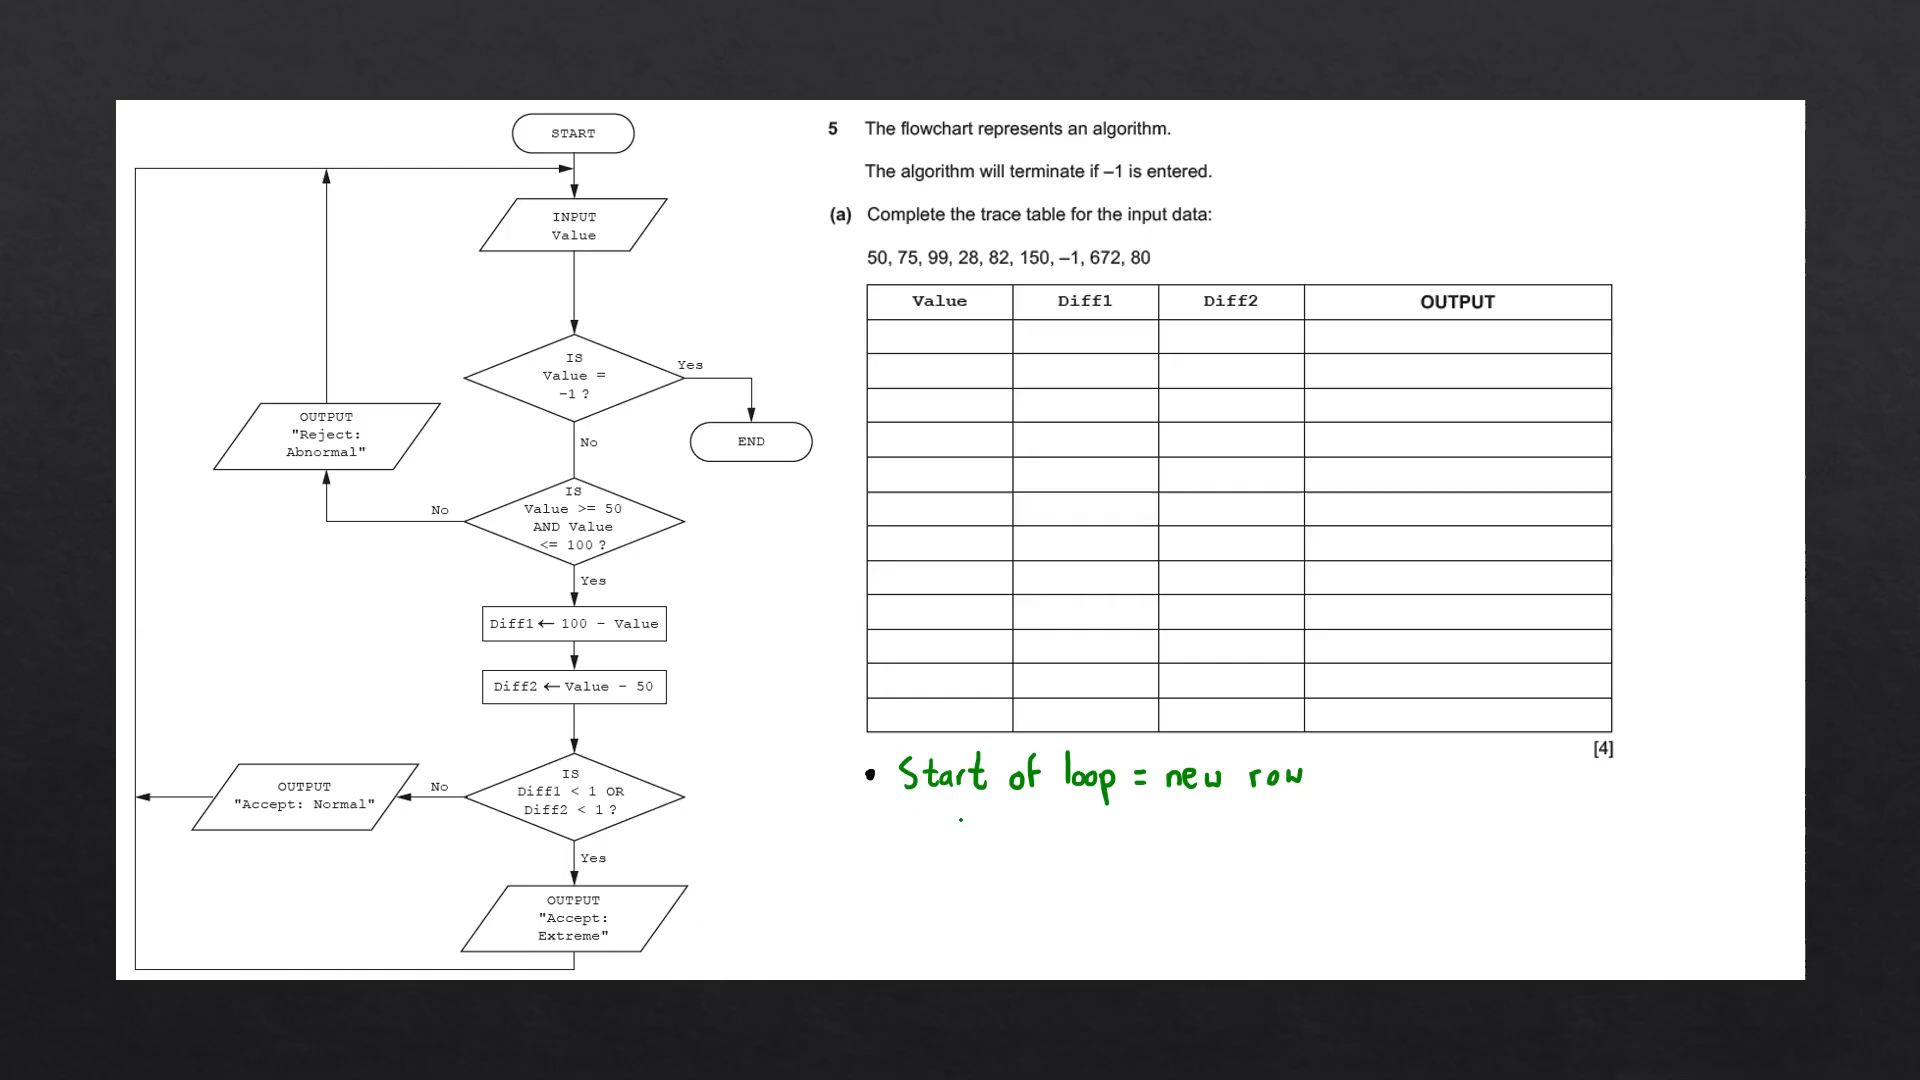 START
INPUT
Value
IS
Value =
-1 ?
Yes
END
No
OUTPUT
"Reject:
Abnormal"
No
IS
Value >= 50
AND Value
<= 100 ?
Yes
Diff1 ← 100 - Value
Diff2 ← Value - 50
IS
Diff1 < 1 OR
Diff2 < 1 ?
No
OUTPUT
"Accept: Normal"
Yes
OUTPUT
"Accept:
Extreme"
5 The flowchart represents an algorithm.
The algorithm will terminate if –1 is entered.
(a) Complete the trace table for the input data:
50, 75, 99, 28, 82, 150, –1, 672, 80
Value Diff1 Diff2 OUTPUT
[4]
• Start of loop = new row